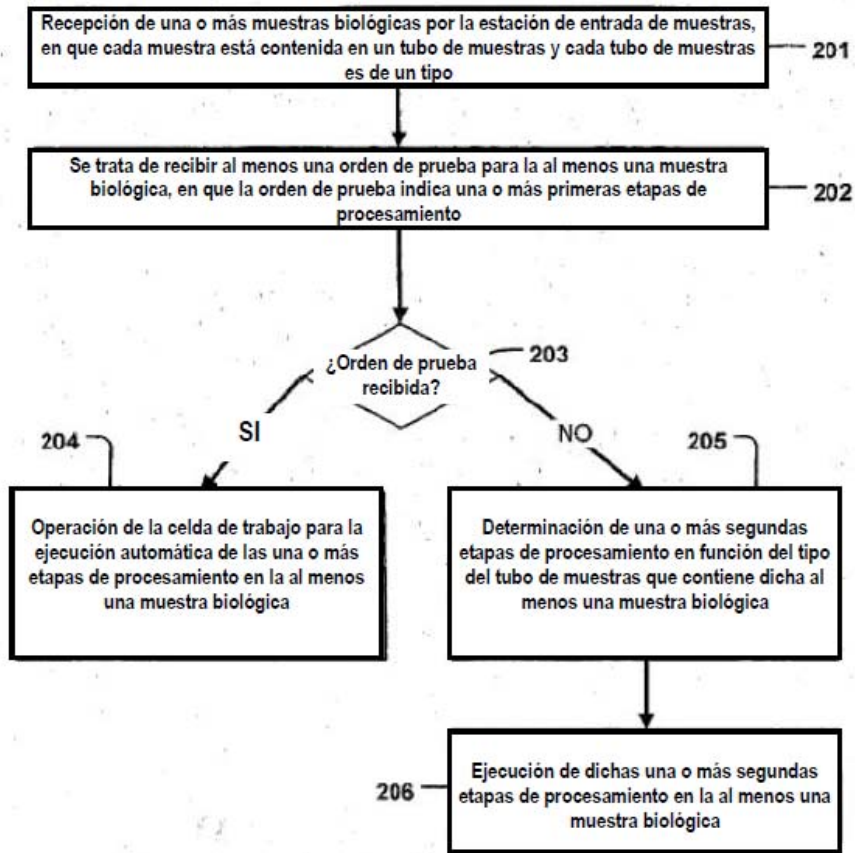 Recepción de una o más muestras biológicas por la estación de entrada de muestras,
en que cada muestra está contenida en un tubo de muestras y cada tubo de muestras
es de un tipo
201
Se trata de recibir al menos una orden de prueba para la al menos una muestra
biológica, en que la orden de prueba indica una o más primeras etapas de
procesamiento
202
¿Orden de prueba
recibida?
203
SI
NO
204
205
Operación de la celda de trabajo para la
ejecución automática de las una o más
etapas de procesamiento en la al menos
una muestra biológica
Determinación de una o más segundas
etapas de procesamiento en función del tipo
del tubo de muestras que contiene dicha al
menos una muestra biológica
206
Ejecución de dichas una o más segundas
etapas de procesamiento en la al menos una
muestra biológica